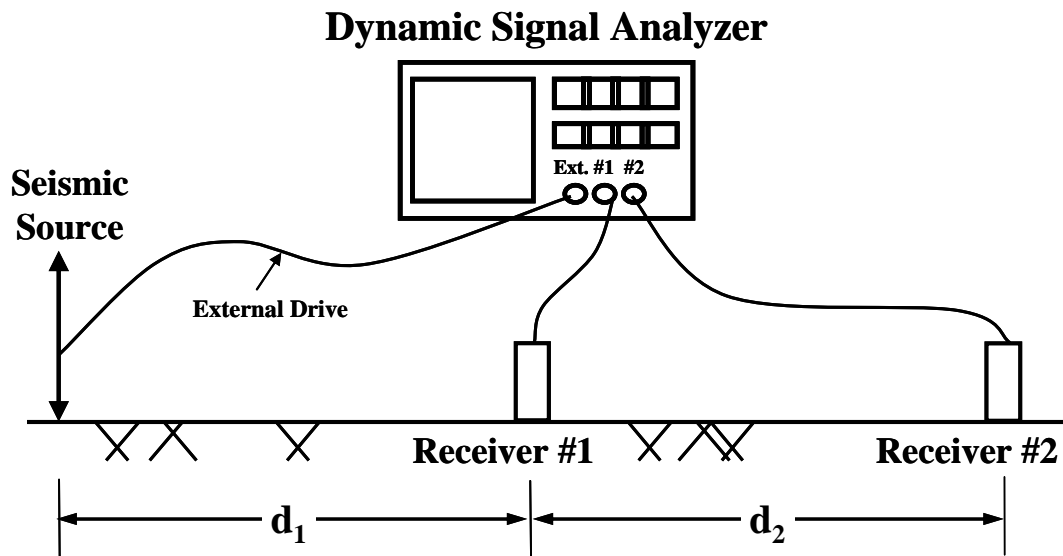 Dynamic Signal Analyzer
Ext. #1 #2
Seismic
Source
External Drive
Receiver #1
Receiver #2
d₁
d₂